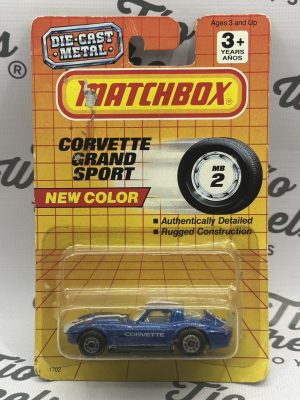 Ages 3 and Up
DIE-CAST
METAL
3+
YEARS
AÑOS
MATCHBOX®
CORVETTE
GRAND
SPORT
NEW COLOR
MB
2
■ Authentically Detailed
■ Rugged Construction
CORVETTE
1702